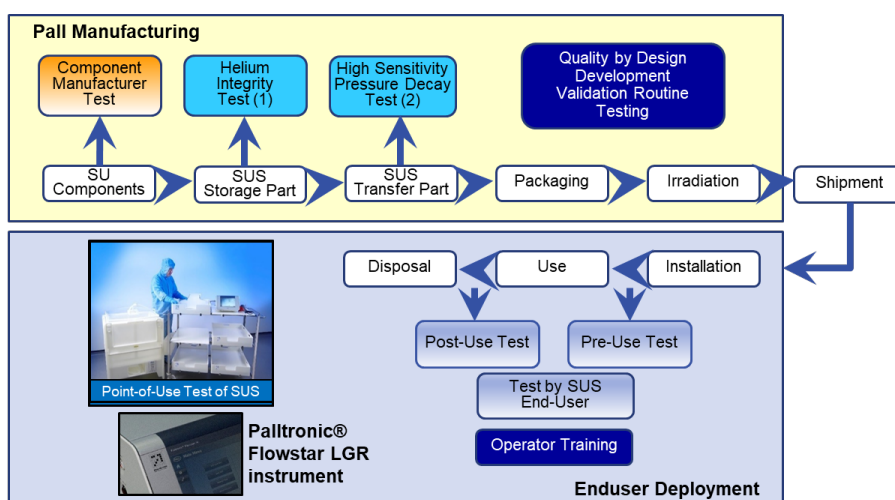 Pall Manufacturing
Component
Manufacturer
Test
Helium
Integrity
Test (1)
High Sensitivity
Pressure Decay
Test (2)
Quality by Design
Development
Validation Routine
Testing
SU
Components
SUS
Storage Part
SUS
Transfer Part
Packaging
Irradiation
Shipment
Disposal
Use
Installation
Post-Use Test
Pre-Use Test
Test by SUS
End-User
Operator Training
Point-of-Use Test of SUS
Palltronic®
Flowstar LGR
instrument
Enduser Deployment